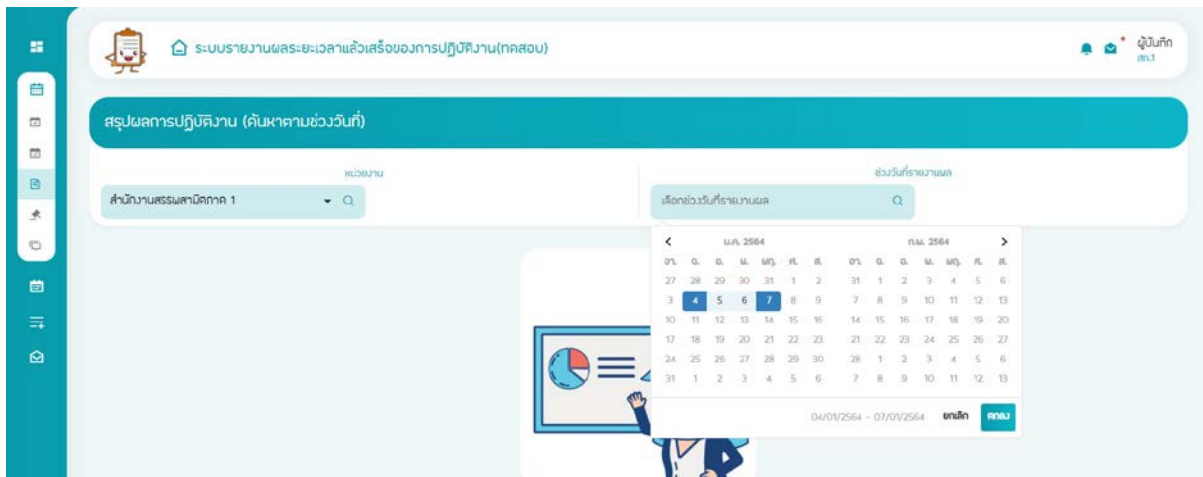 ระบบรายงานผลระยะเวลาแล้วเสร็จของการปฏิบัติงาน(ทดสอบ)
ผู้บันทึก
สภ.1
สรุปผลการปฏิบัติงาน (ค้นหาตามช่วงวันที่)
หน่วยงาน
ช่วงวันที่รายงานผล
สำนักงานสรรพสามิตภาค 1
เลือกช่วงวันที่รายงานผล
ม.ค. 2564 ก.พ. 2564
อา. จ. อ. พ. พฤ. ศ. ส. อา. จ. อ. พ. พฤ. ศ. ส.
27 28 29 30 31 1 2 31 1 2 3 4 5 6
3 4 5 6 7 8 9 7 8 9 10 11 12 13
10 11 12 13 14 15 16 14 15 16 17 18 19 20
17 18 19 20 21 22 23 21 22 23 24 25 26 27
24 25 26 27 28 29 30 28 1 2 3 4 5 6
31 1 2 3 4 5 6 7 8 9 10 11 12 13
04/01/2564 - 07/01/2564 ยกเลิก ตกลง